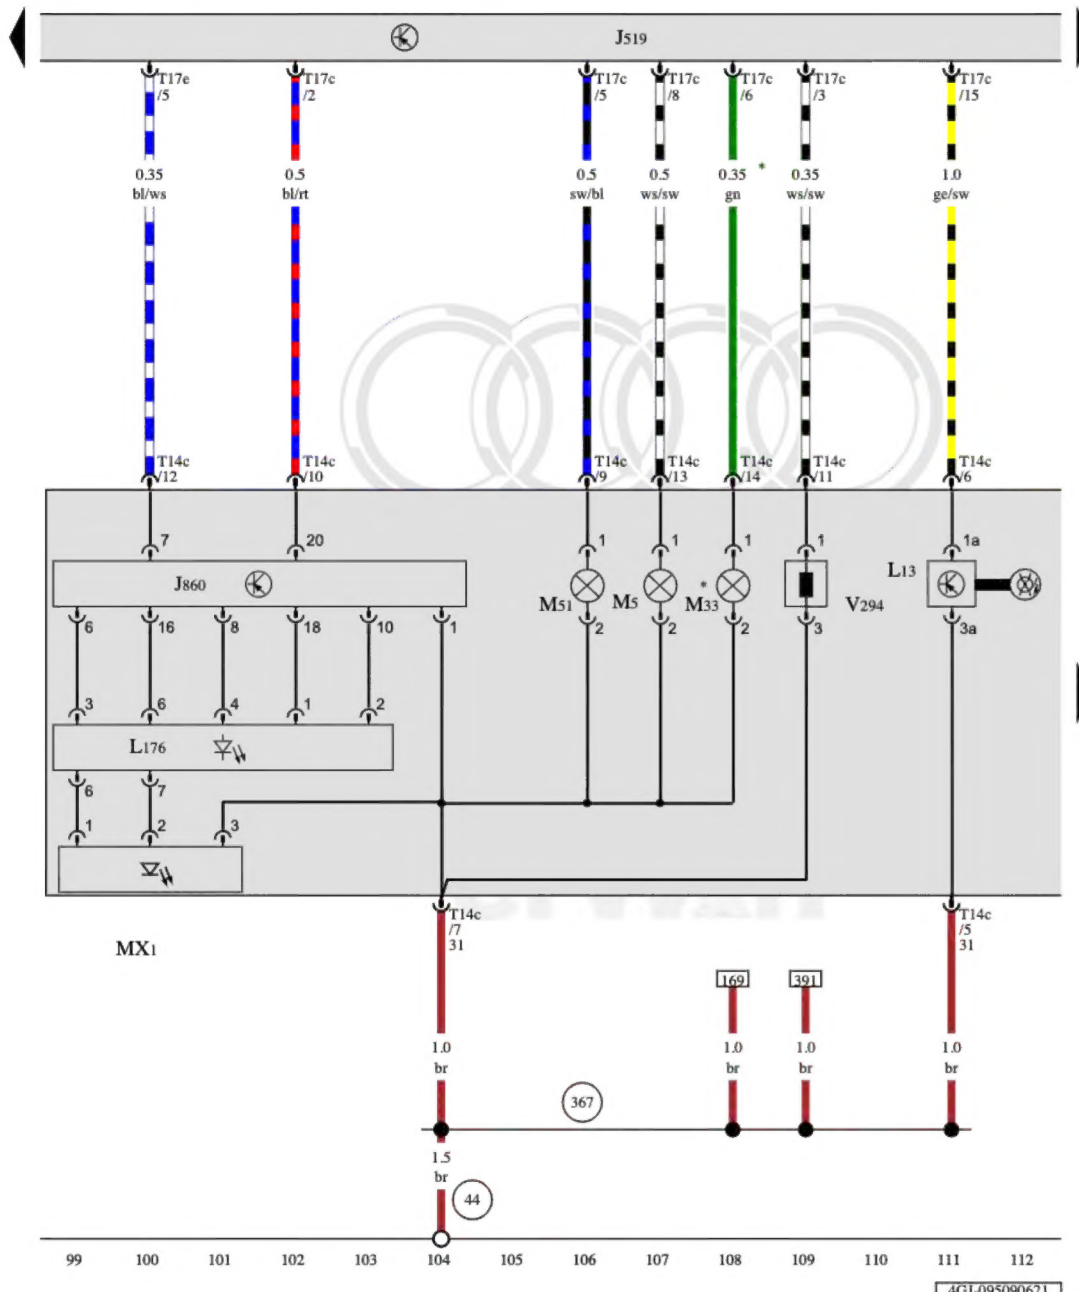 J519
T17e T17c T17c T17c T17c T17c T17c
/5 /2 /5 /8 /6 /3 /15
0.35 0.5 0.5 0.5 0.35 * 0.35 1.0
bl/ws bl/rt sw/bl ws/sw gn ws/sw ge/sw
T14c T14c T14c T14c T14c T14c T14c
/12 /10 /9 /13 /14 /11 /6
7 20 1 1 1 1 1a
J860 M51 M5 * M33 V294 L13
6 16 8 18 10 1 2 2 2 3 3a
3 6 4 1 2
L176
6 7
1 2 3
T14c T14c
/7 /5
31 31
MX1
169 391
1.0 1.0 1.0 1.0
br br br br
367
1.5
br
44
99 100 101 102 103 104 105 106 107 108 109 110 111 112
4GL-095090621